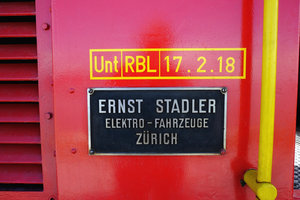 Unt RBL 17.2.18
ERNST STADLER
ELEKTRO-FAHRZEUGE
ZÜRICH